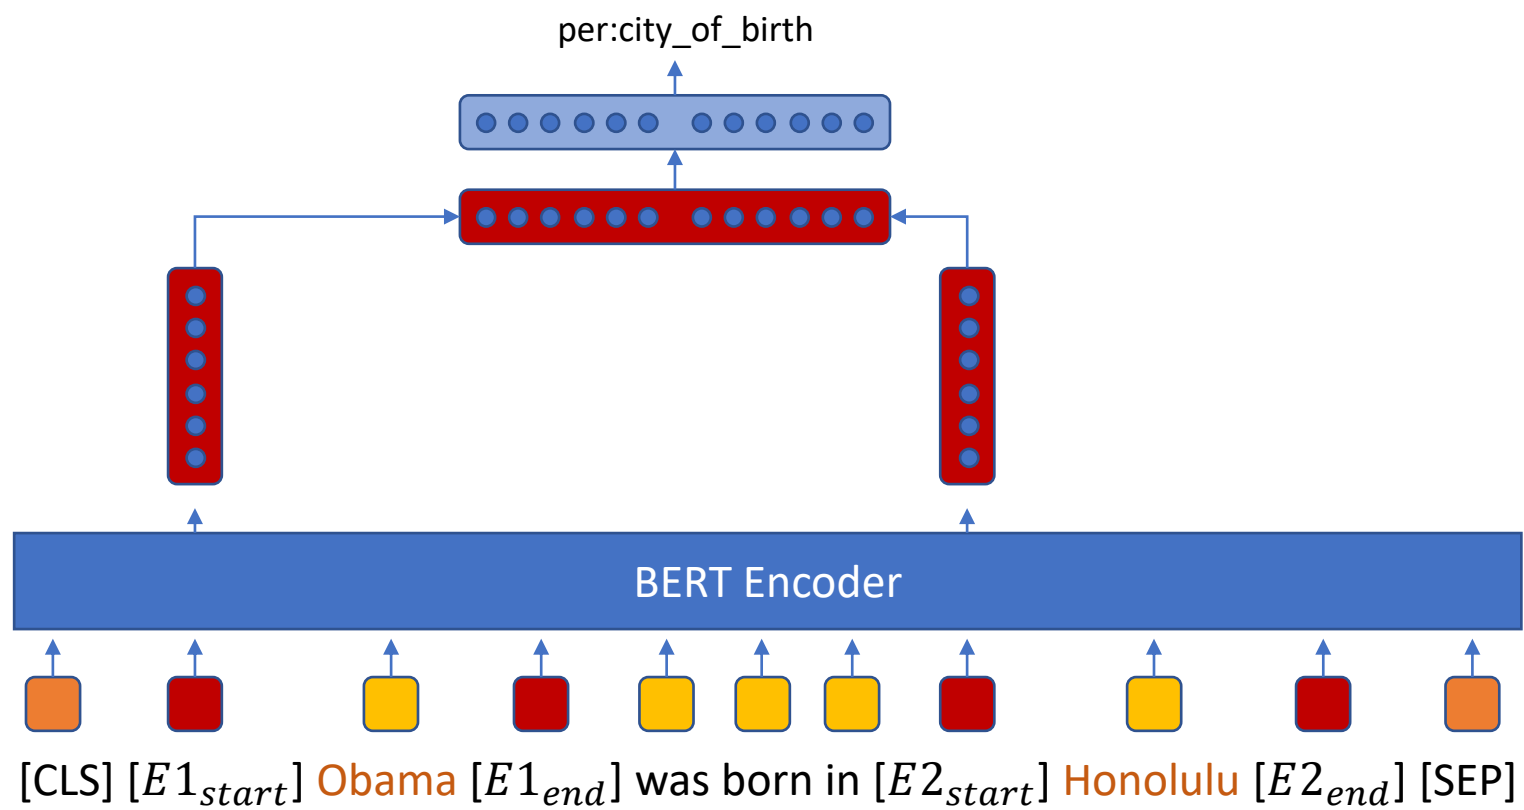 per:city_of_birth
BERT Encoder
[CLS] [E1start] Obama [E1end] was born in [E2start] Honolulu [E2end] [SEP]